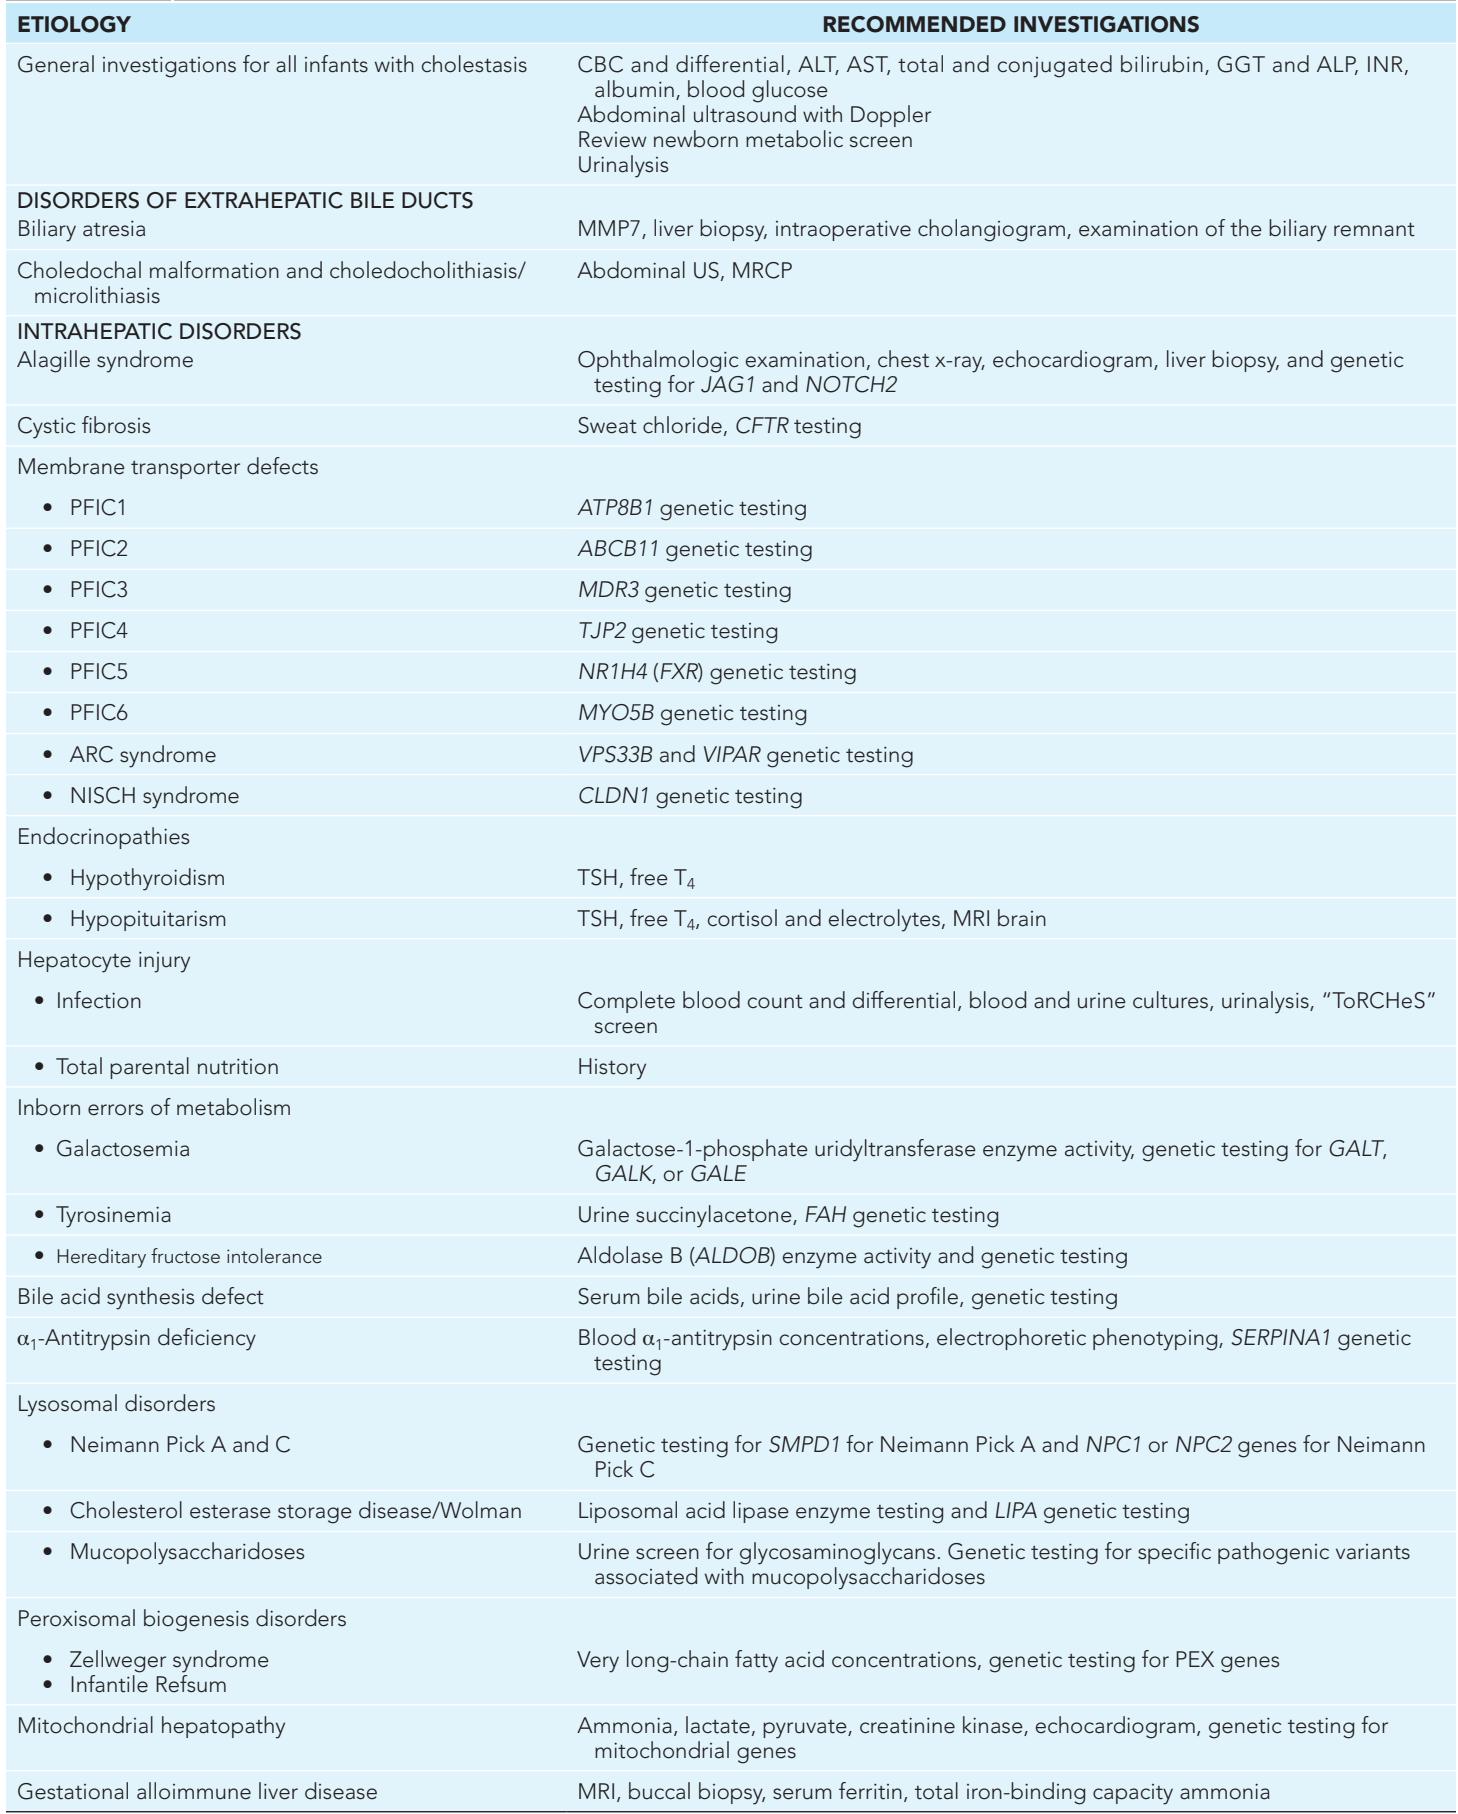 ETIOLOGY RECOMMENDED INVESTIGATIONS
General investigations for all infants with cholestasis CBC and differential, ALT, AST, total and conjugated bilirubin, GGT and ALP, INR,
albumin, blood glucose
Abdominal ultrasound with Doppler
Review newborn metabolic screen
Urinalysis
DISORDERS OF EXTRAHEPATIC BILE DUCTS
Biliary atresia MMP7, liver biopsy, intraoperative cholangiogram, examination of the biliary remnant
Choledochal malformation and choledocholithiasis/ Abdominal US, MRCP
microlithiasis
INTRAHEPATIC DISORDERS
Alagille syndrome Ophthalmologic examination, chest x-ray, echocardiogram, liver biopsy, and genetic
testing for JAG1 and NOTCH2
Cystic fibrosis Sweat chloride, CFTR testing
Membrane transporter defects
• PFIC1 ATP8B1 genetic testing
• PFIC2 ABCB11 genetic testing
• PFIC3 MDR3 genetic testing
• PFIC4 TJP2 genetic testing
• PFIC5 NR1H4 (FXR) genetic testing
• PFIC6 MYO5B genetic testing
• ARC syndrome VPS33B and VIPAR genetic testing
• NISCH syndrome CLDN1 genetic testing
Endocrinopathies
• Hypothyroidism TSH, free T₄
• Hypopituitarism TSH, free T₄, cortisol and electrolytes, MRI brain
Hepatocyte injury
• Infection Complete blood count and differential, blood and urine cultures, urinalysis, “ToRCHeS”
screen
• Total parental nutrition History
Inborn errors of metabolism
• Galactosemia Galactose-1-phosphate uridyltransferase enzyme activity, genetic testing for GALT,
GALK, or GALE
• Tyrosinemia Urine succinylacetone, FAH genetic testing
• Hereditary fructose intolerance Aldolase B (ALDOB) enzyme activity and genetic testing
Bile acid synthesis defect Serum bile acids, urine bile acid profile, genetic testing
α₁-Antitrypsin deficiency Blood α₁-antitrypsin concentrations, electrophoretic phenotyping, SERPINA1 genetic
testing
Lysosomal disorders
• Neimann Pick A and C Genetic testing for SMPD1 for Neimann Pick A and NPC1 or NPC2 genes for Neimann
Pick C
• Cholesterol esterase storage disease/Wolman Liposomal acid lipase enzyme testing and LIPA genetic testing
• Mucopolysaccharidoses Urine screen for glycosaminoglycans. Genetic testing for specific pathogenic variants
associated with mucopolysaccharidoses
Peroxisomal biogenesis disorders
• Zellweger syndrome Very long-chain fatty acid concentrations, genetic testing for PEX genes
• Infantile Refsum
Mitochondrial hepatopathy Ammonia, lactate, pyruvate, creatinine kinase, echocardiogram, genetic testing for
mitochondrial genes
Gestational alloimmune liver disease MRI, buccal biopsy, serum ferritin, total iron-binding capacity ammonia